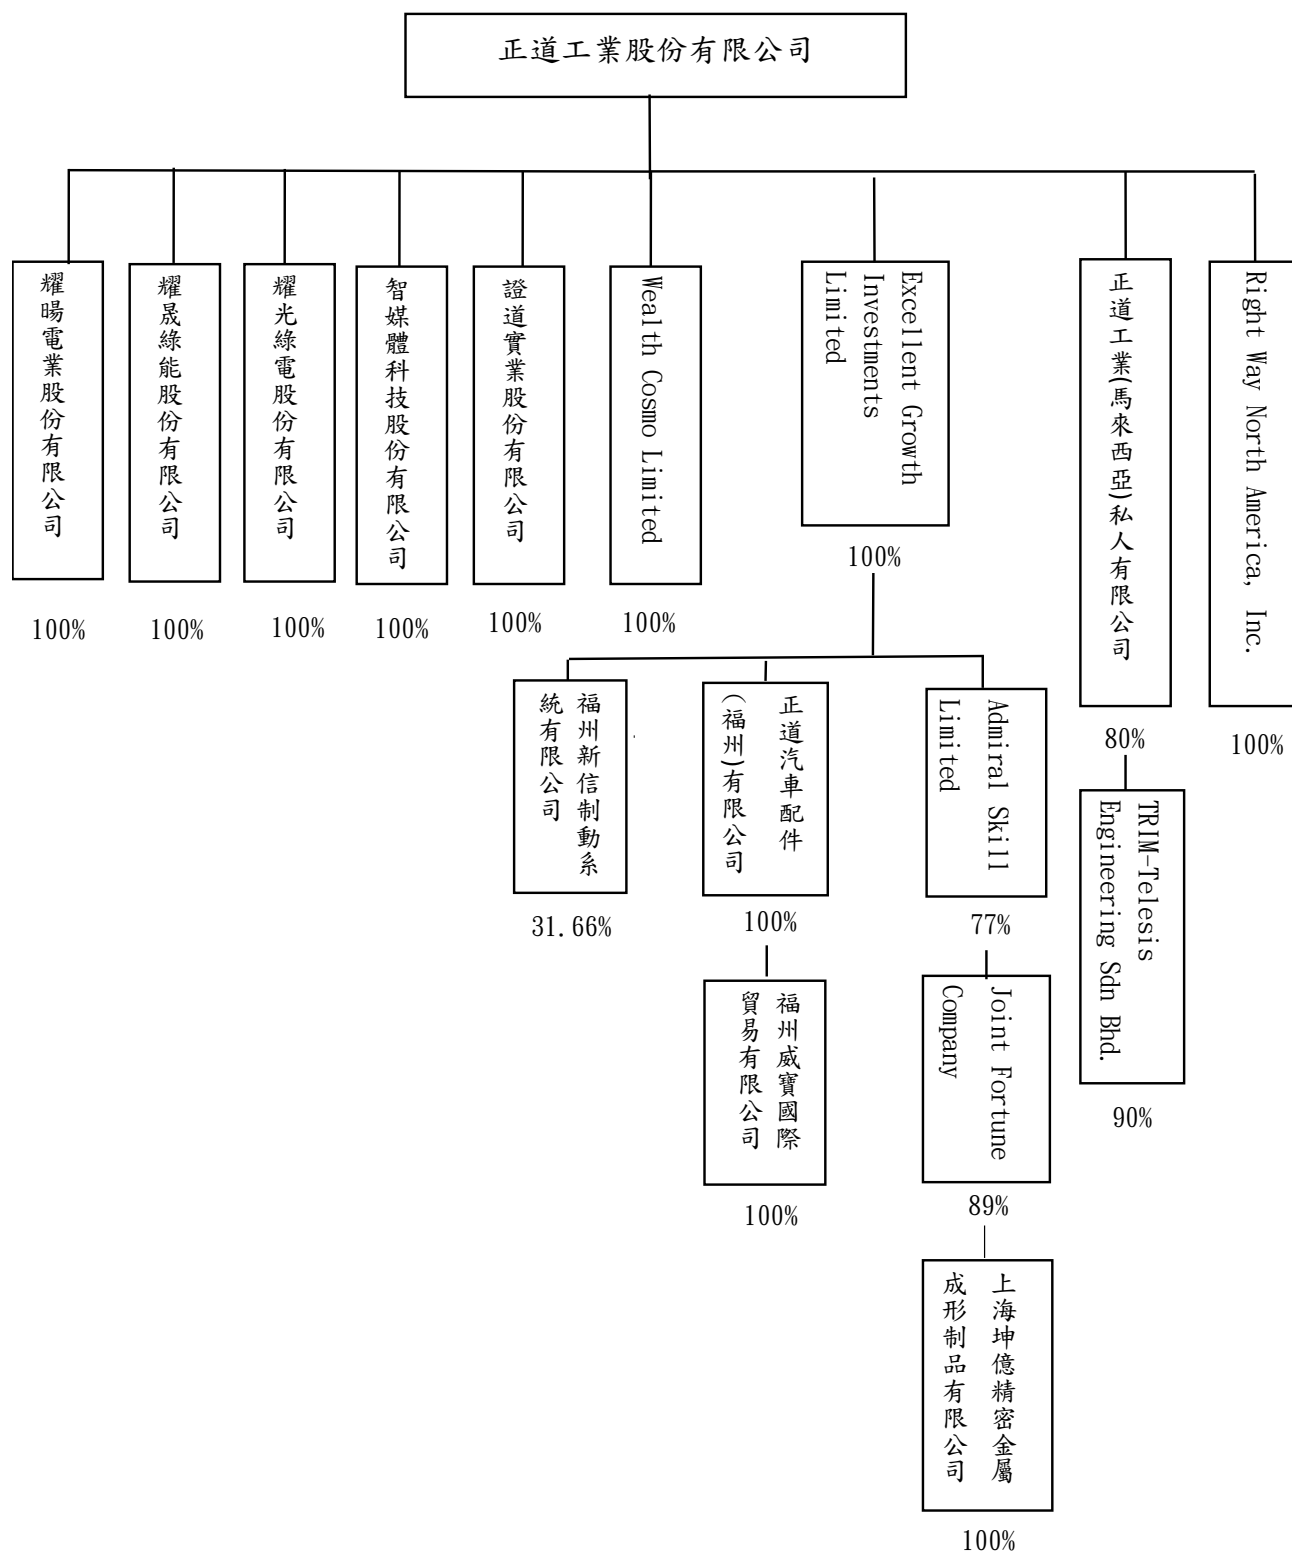 正道工業股份有限公司
耀暘電業股份有限公司
100%
耀晟綠能股份有限公司
100%
耀光綠電股份有限公司
100%
智媒體科技股份有限公司
100%
證道實業股份有限公司
100%
Wealth Cosmo Limited
100%
Excellent Growth
Investments
Limited
100%
正道工業(馬來西亞)私人有限公司
80%
Right Way North America, Inc.
100%
福州新信制動系
統有限公司
31.66%
正道汽車配件
(福州)有限公司
100%
Admiral Skill
Limited
77%
TRIM-Telesis
Engineering Sdn Bhd.
90%
福州威寶國際
貿易有限公司
100%
Joint Fortune
Company
89%
上海坤億精密金屬
成形制品有限公司
100%